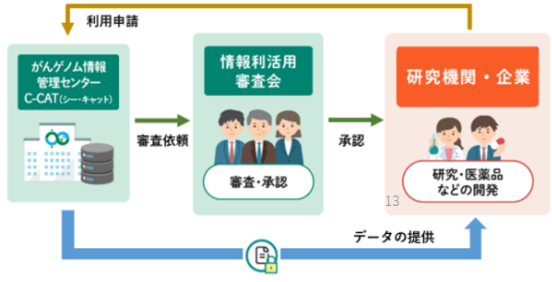 利用申請
がんゲノム情報
管理センター
C-CAT(シー・キャット)
審査依頼
情報利活用
審査会
審査・承認
承認
研究機関・企業
研究・医薬品
などの開発
13
データの提供